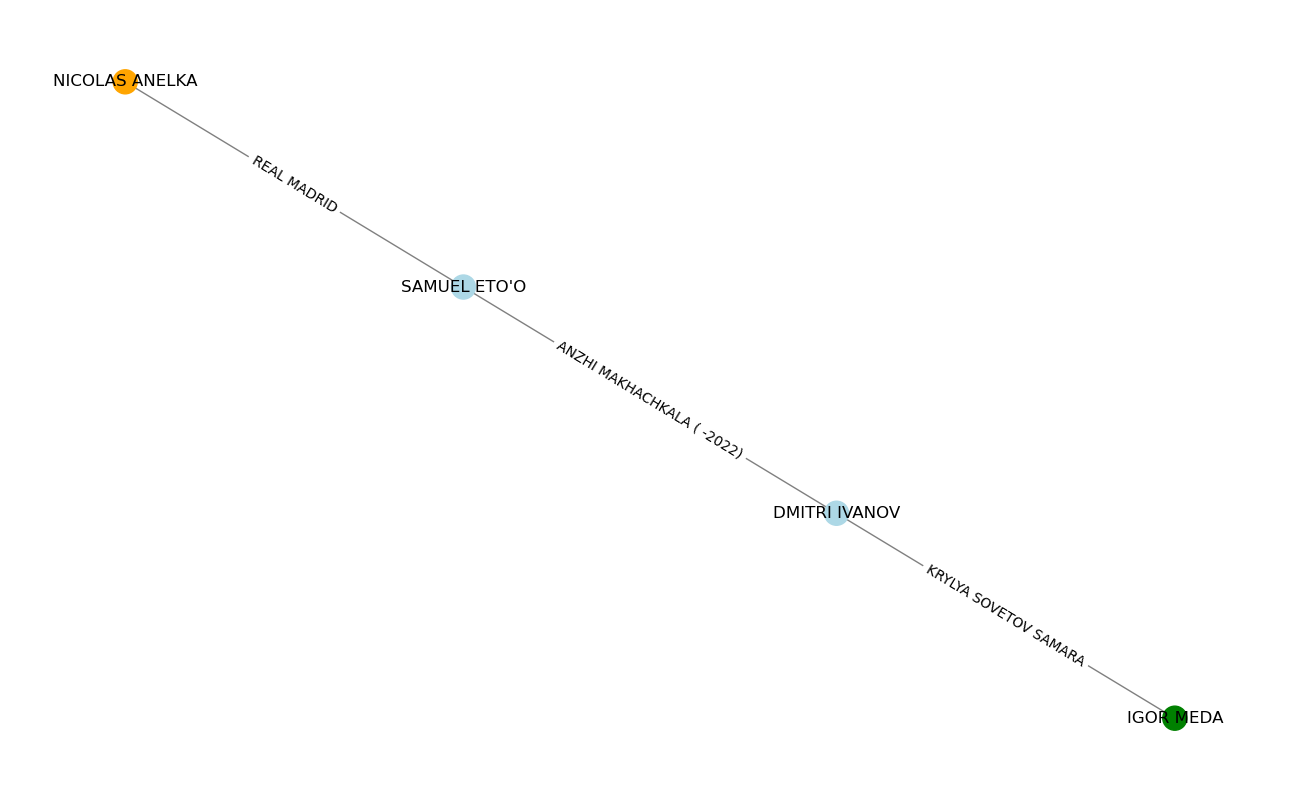 NICOLAS ANELKA
REAL MADRID
SAMUEL ETO'O
ANZHI MAKHACHKALA ( -2022)
DMITRI IVANOV
KRYLYA SOVETOV SAMARA
IGOR MEDA